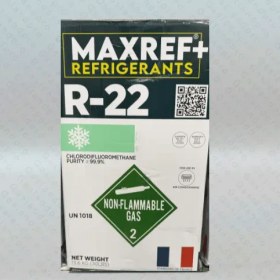 MAXREF+
REFRIGERANTS
R-22
CHLORODIFLUOROMETHANE
PURITY > 99.9%
UN 1018
NON-FLAMMABLE
GAS
2
NET WEIGHT